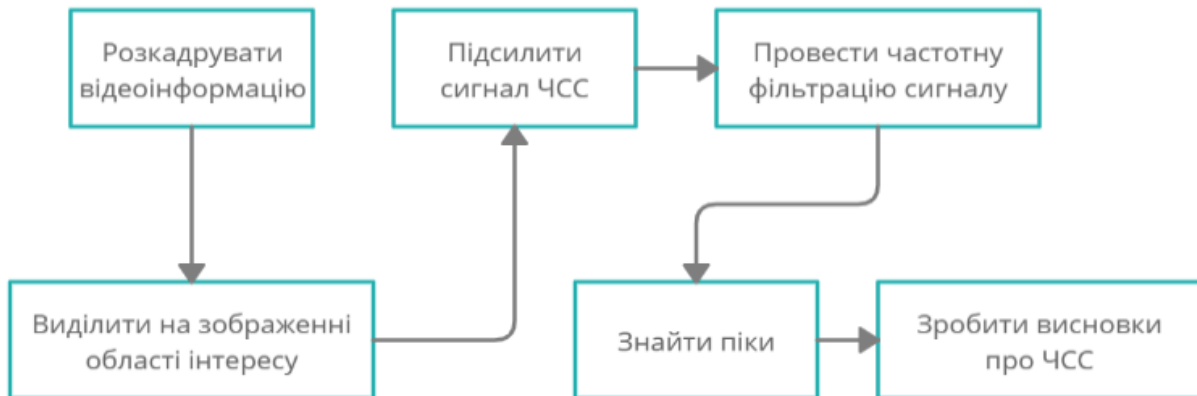 Розкадрувати
відеоінформацію
Виділити на зображенні
області інтересу
Підсилити
сигнал ЧСС
Провести частотну
фільтрацію сигналу
Знайти піки
Зробити висновки
про ЧСС